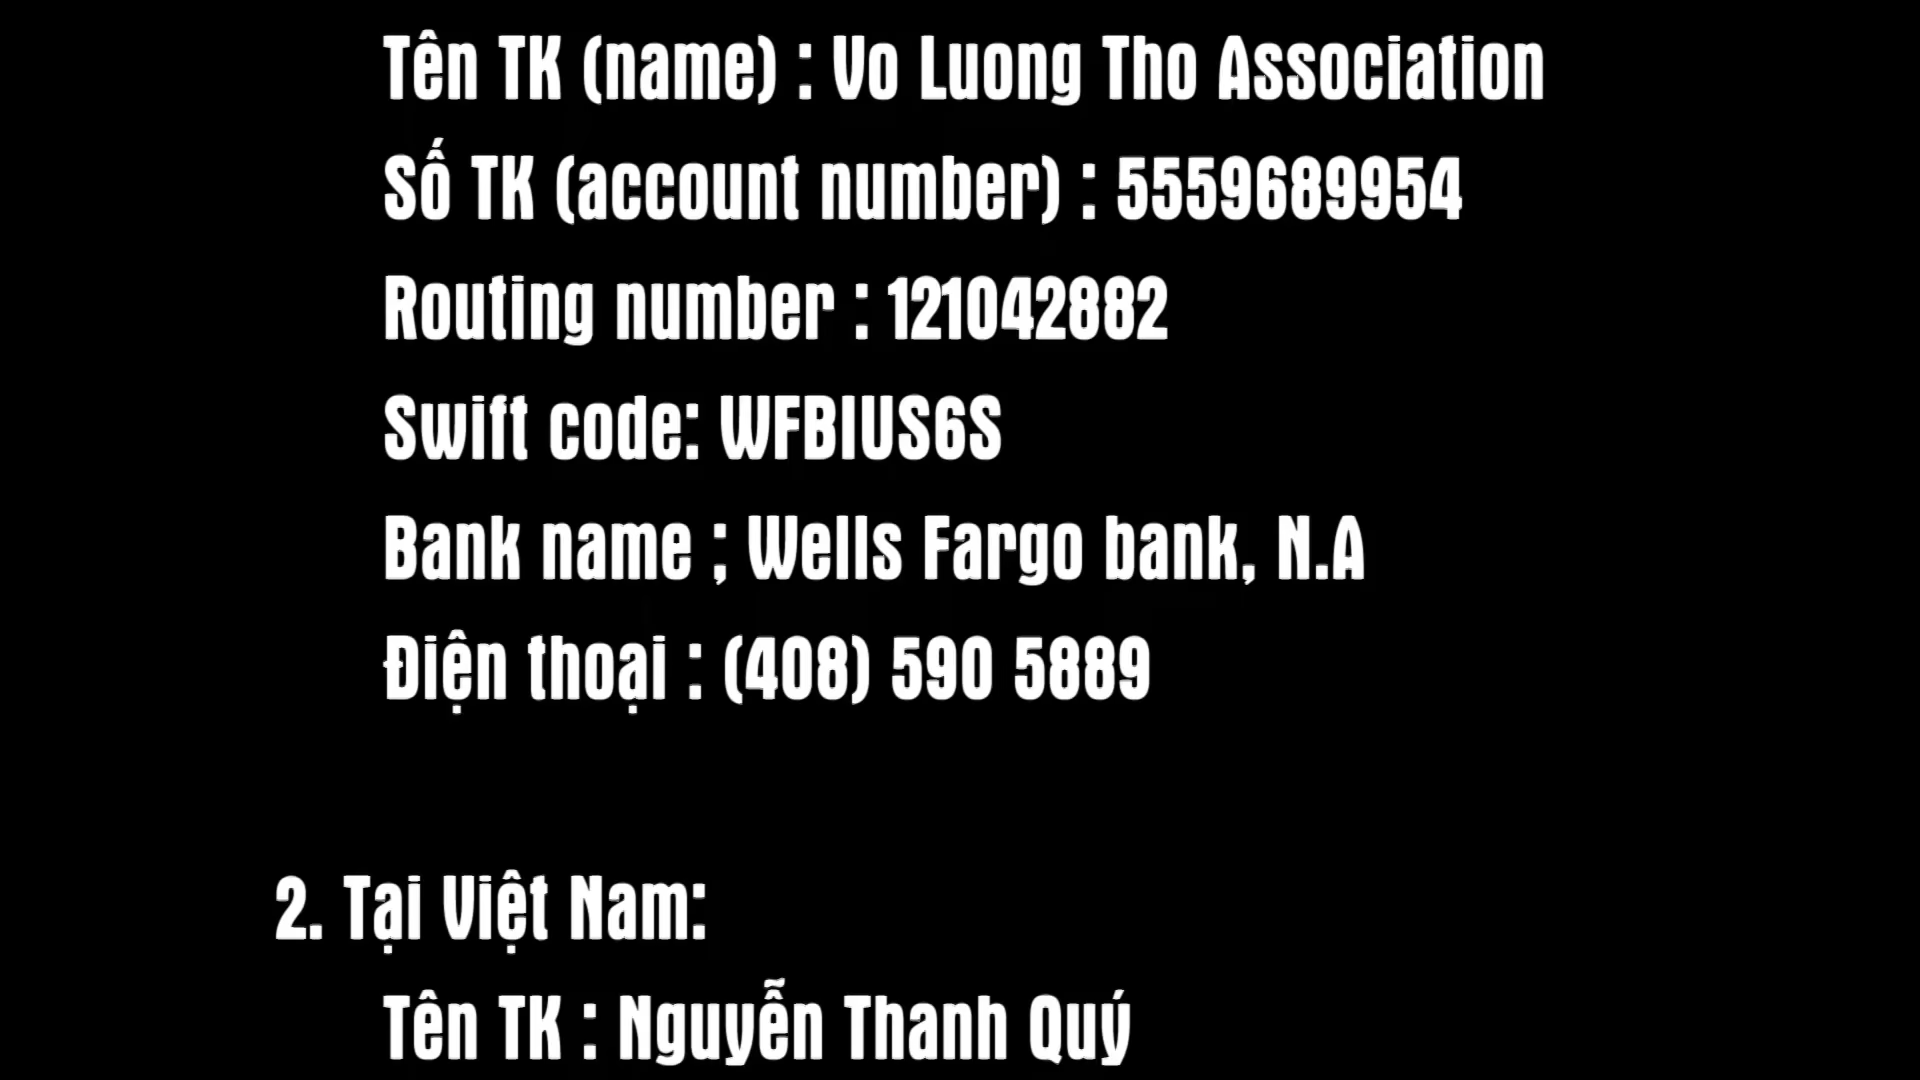 Tên TK (name) : Vo Luong Tho Association
Số TK (account number) : 5559689954
Routing number : 121042882
Swift code: WFBIUS6S
Bank name ; Wells Fargo bank, N.A
Điện thoại : (408) 590 5889
2. Tại Việt Nam:
Tên TK : Nguyễn Thanh Quý